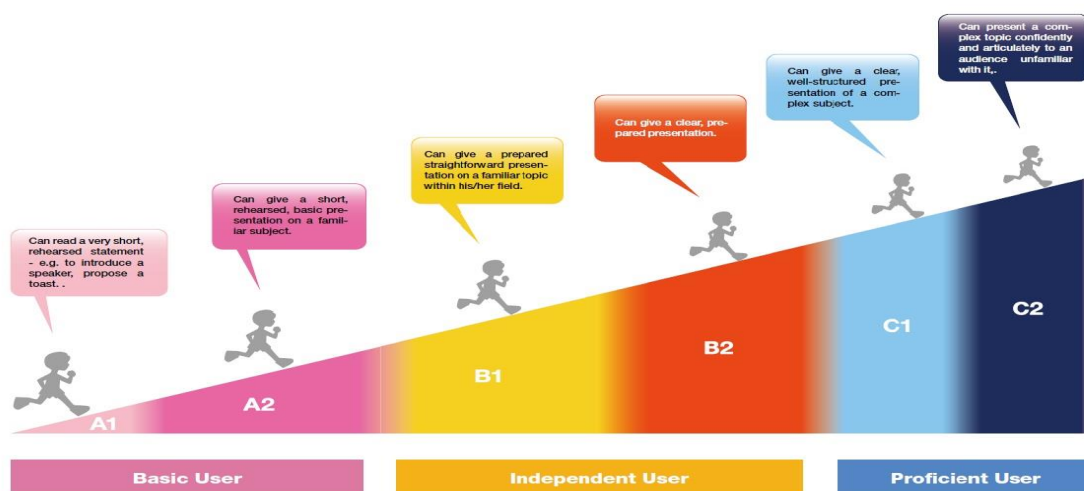 Can read a very short,
rehearsed statement
- e.g. to introduce a
speaker, propose a
toast. .
Can give a short,
rehearsed, basic pre-
sentation on a famil-
iar subject.
Can give a prepared
straightforward presen-
tation on a familiar topic
within his/her field.
Can give a clear, pre-
pared presentation.
Can give a clear,
well-structured pre-
sentation of a com-
plex subject.
Can present a com-
plex topic confidently
and articulately to an
audience unfamiliar
with it,.
A1
A2
B1
B2
C1
C2
Basic User
Independent User
Proficient User